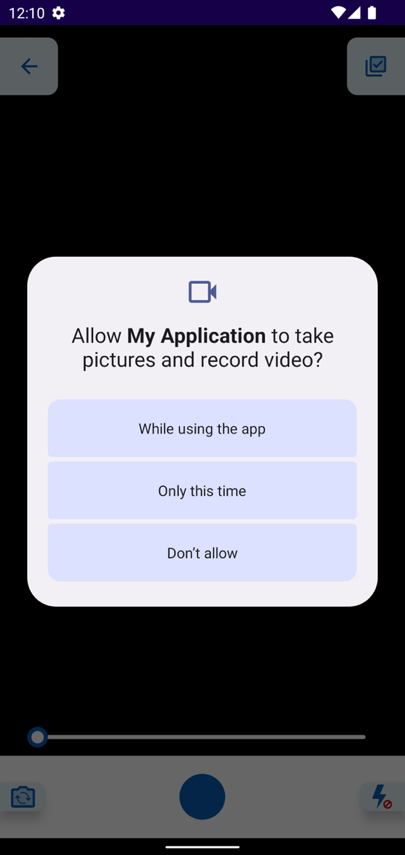 12:10
Allow My Application to take
pictures and record video?
While using the app
Only this time
Don’t allow